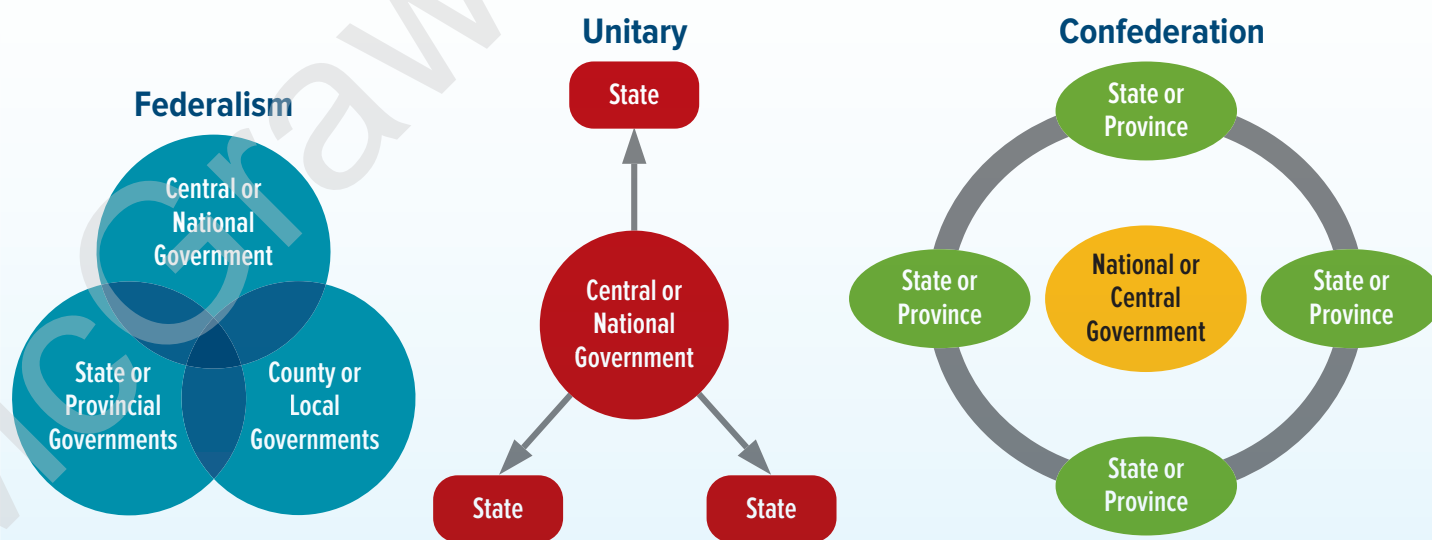 Federalism
Central or
National
Government
State or
Provincial
Governments
County or
Local
Governments
Unitary
State
Central or
National
Government
State
State
Confederation
State or
Province
State or
Province
National or
Central
Government
State or
Province
State or
Province